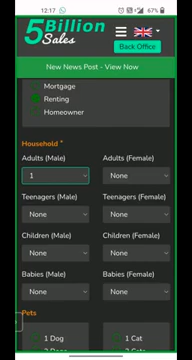 12.17
67%
5 Billion
Sales
Back Office
New News Post - View Now
Mortgage
Renting
Homeowner
Household *
Adults (Male) Adults (Female)
1 None
Teenagers (Male) Teenagers (Female)
None None
Children (Male) Children (Female)
None None
Babies (Male) Babies (Female)
None None
Pets
1 Dog 1 Cat